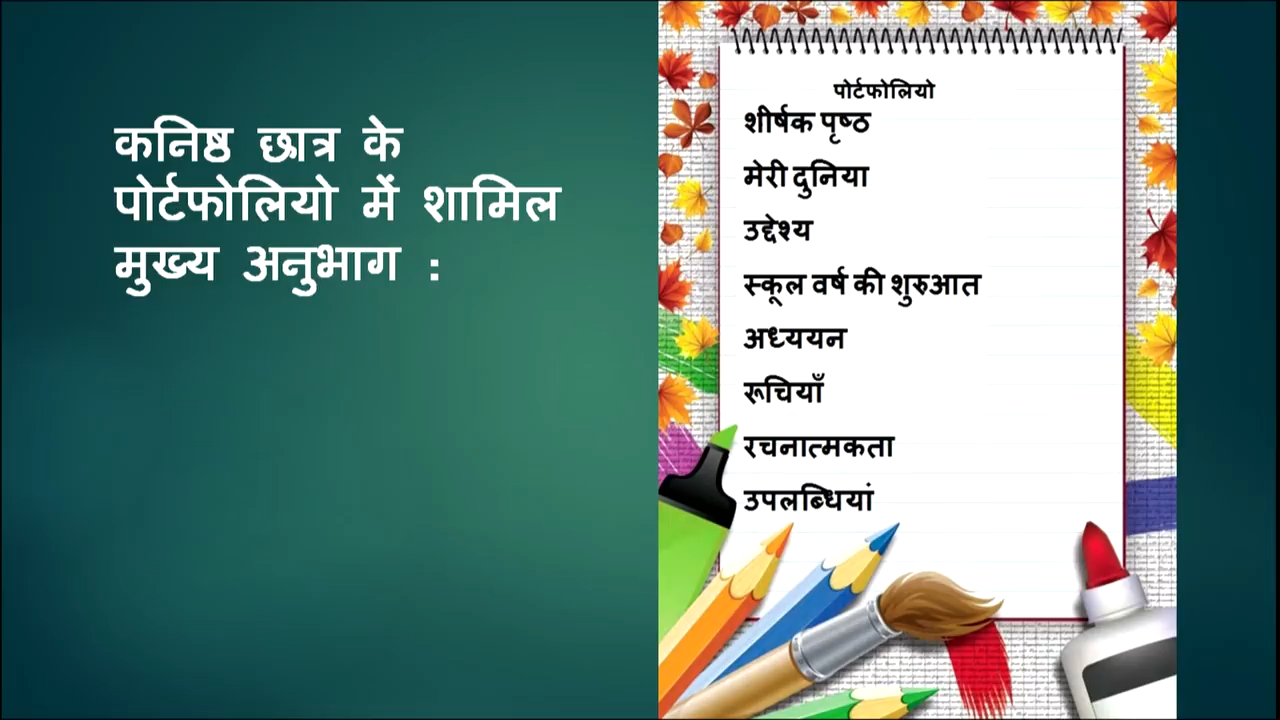 कनिष्ठ छात्र के
पोर्टफोलियो में शामिल
मुख्य अनुभाग :
पोर्टफोलियो
शीर्षक पृष्ठ
मेरी दुनिया
उद्देश्य
स्कूल वर्ष की शुरुआत
अध्ययन
रूचियाँ
रचनात्मकता
उपलब्धियां